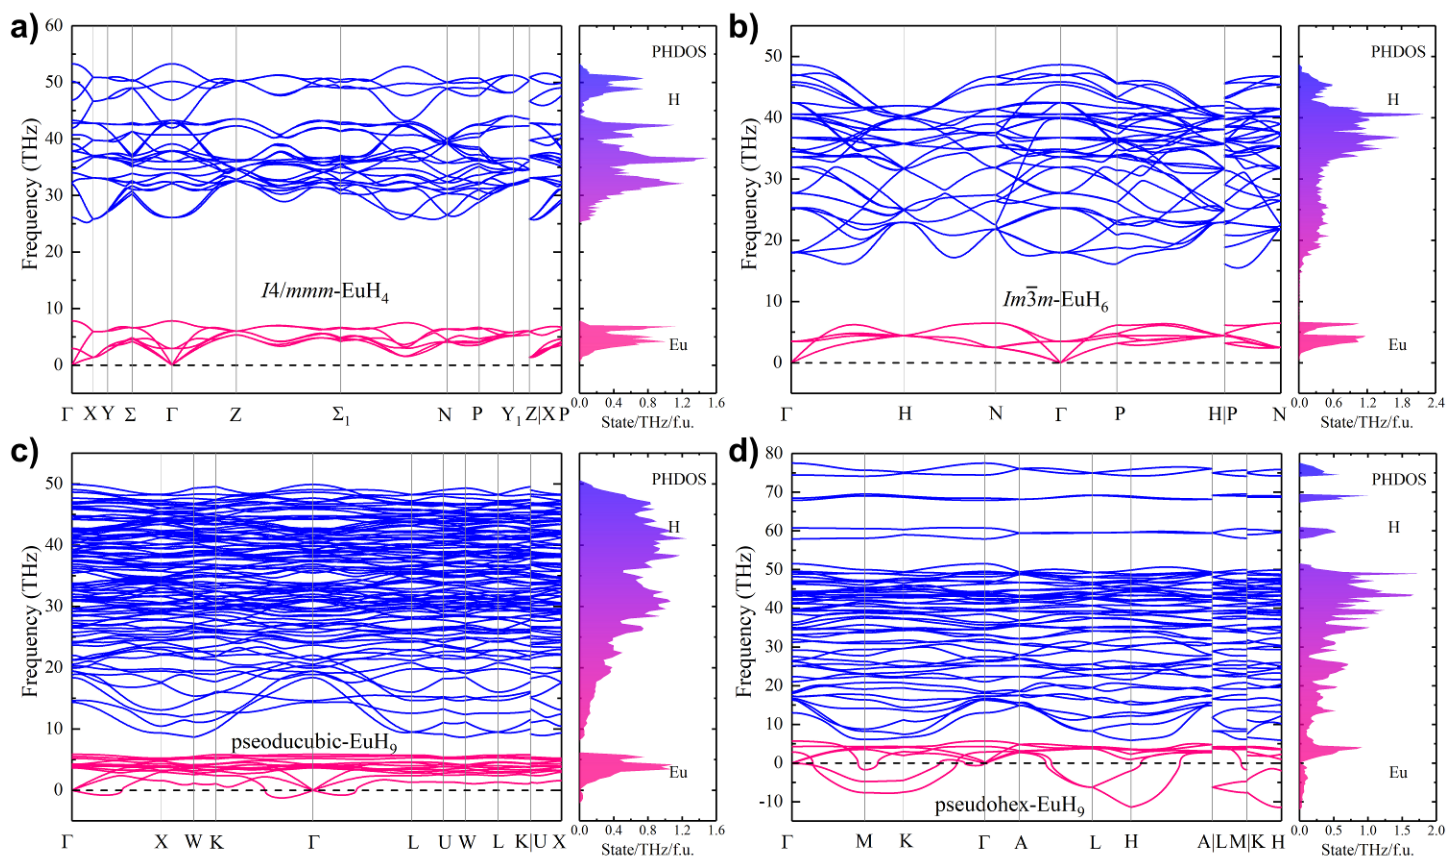 a)
60
50
40
30
20
10
0
Frequency (THz)
I4/mmm-EuH4
Γ X Y Σ Γ Z Σ1 N P Y1 Z|X P
PHDOS
H
Eu
0.0 0.4 0.8 1.2 1.6
State/THz/f.u.
b)
50
40
30
20
10
0
Frequency (THz)
Im3̅m-EuH6
Γ H N Γ P H|P N
PHDOS
H
Eu
0.0 0.6 1.2 1.8 2.4
State/THz/f.u.
c)
50
40
30
20
10
0
Frequency (THz)
pseoducubic-EuH9
Γ X W K Γ L U W L K|U X
PHDOS
H
Eu
0.0 0.4 0.8 1.2 1.6
State/THz/f.u.
d)
80
70
60
50
40
30
20
10
0
-10
Frequency (THz)
pseudohex-EuH9
Γ M K Γ A L H A|L M|K H
PHDOS
H
Eu
0.0 0.4 0.8 1.2 1.6 2.0
State/THz/f.u.